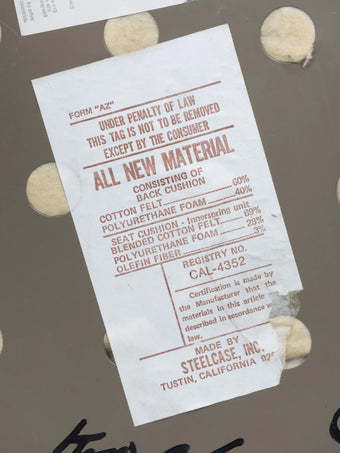 FORM "AZ"
UNDER PENALTY OF LAW
THIS TAG IS NOT TO BE REMOVED
EXCEPT BY THE CONSUMER
ALL NEW MATERIAL
CONSISTING OF
BACK CUSHION
COTTON FELT 60%
POLYURETHANE FOAM 40%
SEAT CUSHION - Innerspring unit
BLENDED COTTON FELT 69%
POLYURETHANE FOAM 28%
OLEFIN FIBER 3%
REGISTRY NO.
CAL-4352
Certification is made by
the Manufacturer that the
materials in this article
described in accordance
law.
MADE BY
STEELCASE, INC.
TUSTIN, CALIFORNIA